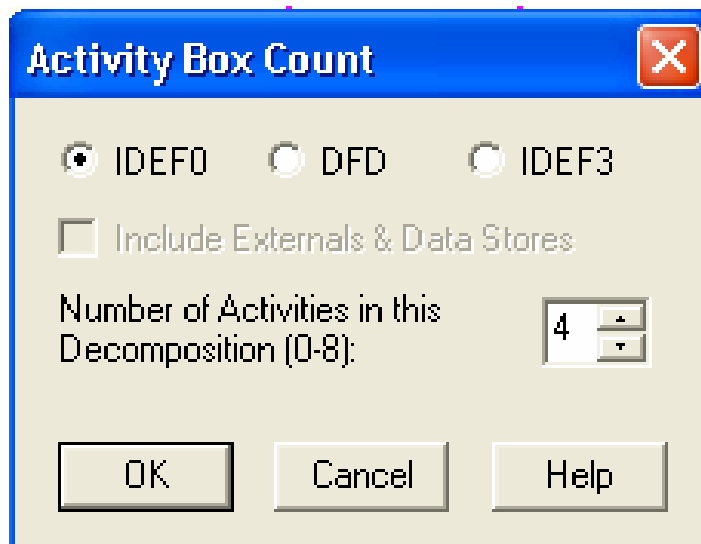 Activity Box Count
IDEF0 DFD IDEF3
Include Externals & Data Stores
Number of Activities in this
Decomposition (0-8):
4
OK Cancel Help